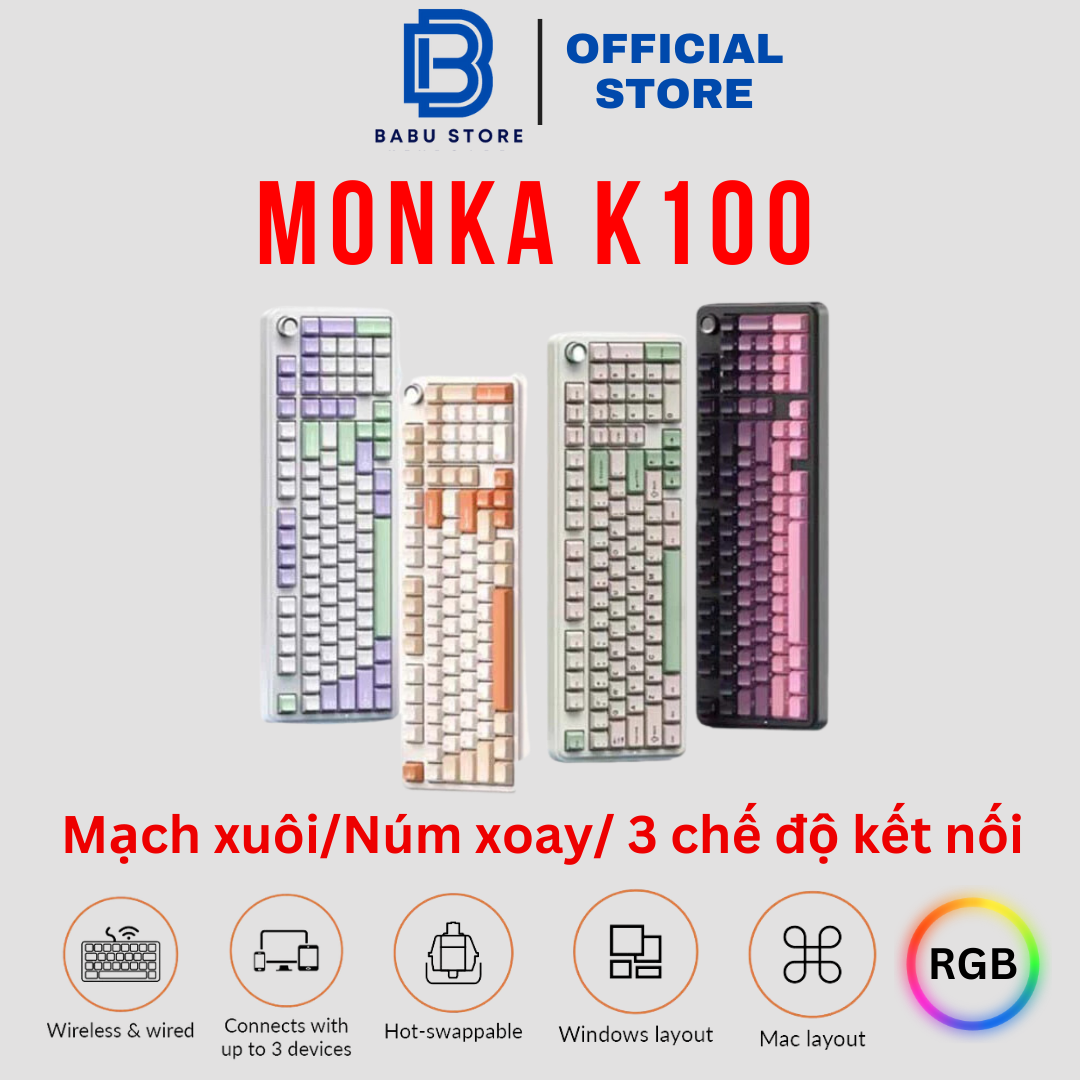 BABU STORE
OFFICIAL
STORE
MONKA K100
Mạch xuôi/Núm xoay/ 3 chế độ kết nối
Wireless & wired
Connects with
up to 3 devices
Hot-swappable
Windows layout
Mac layout
RGB